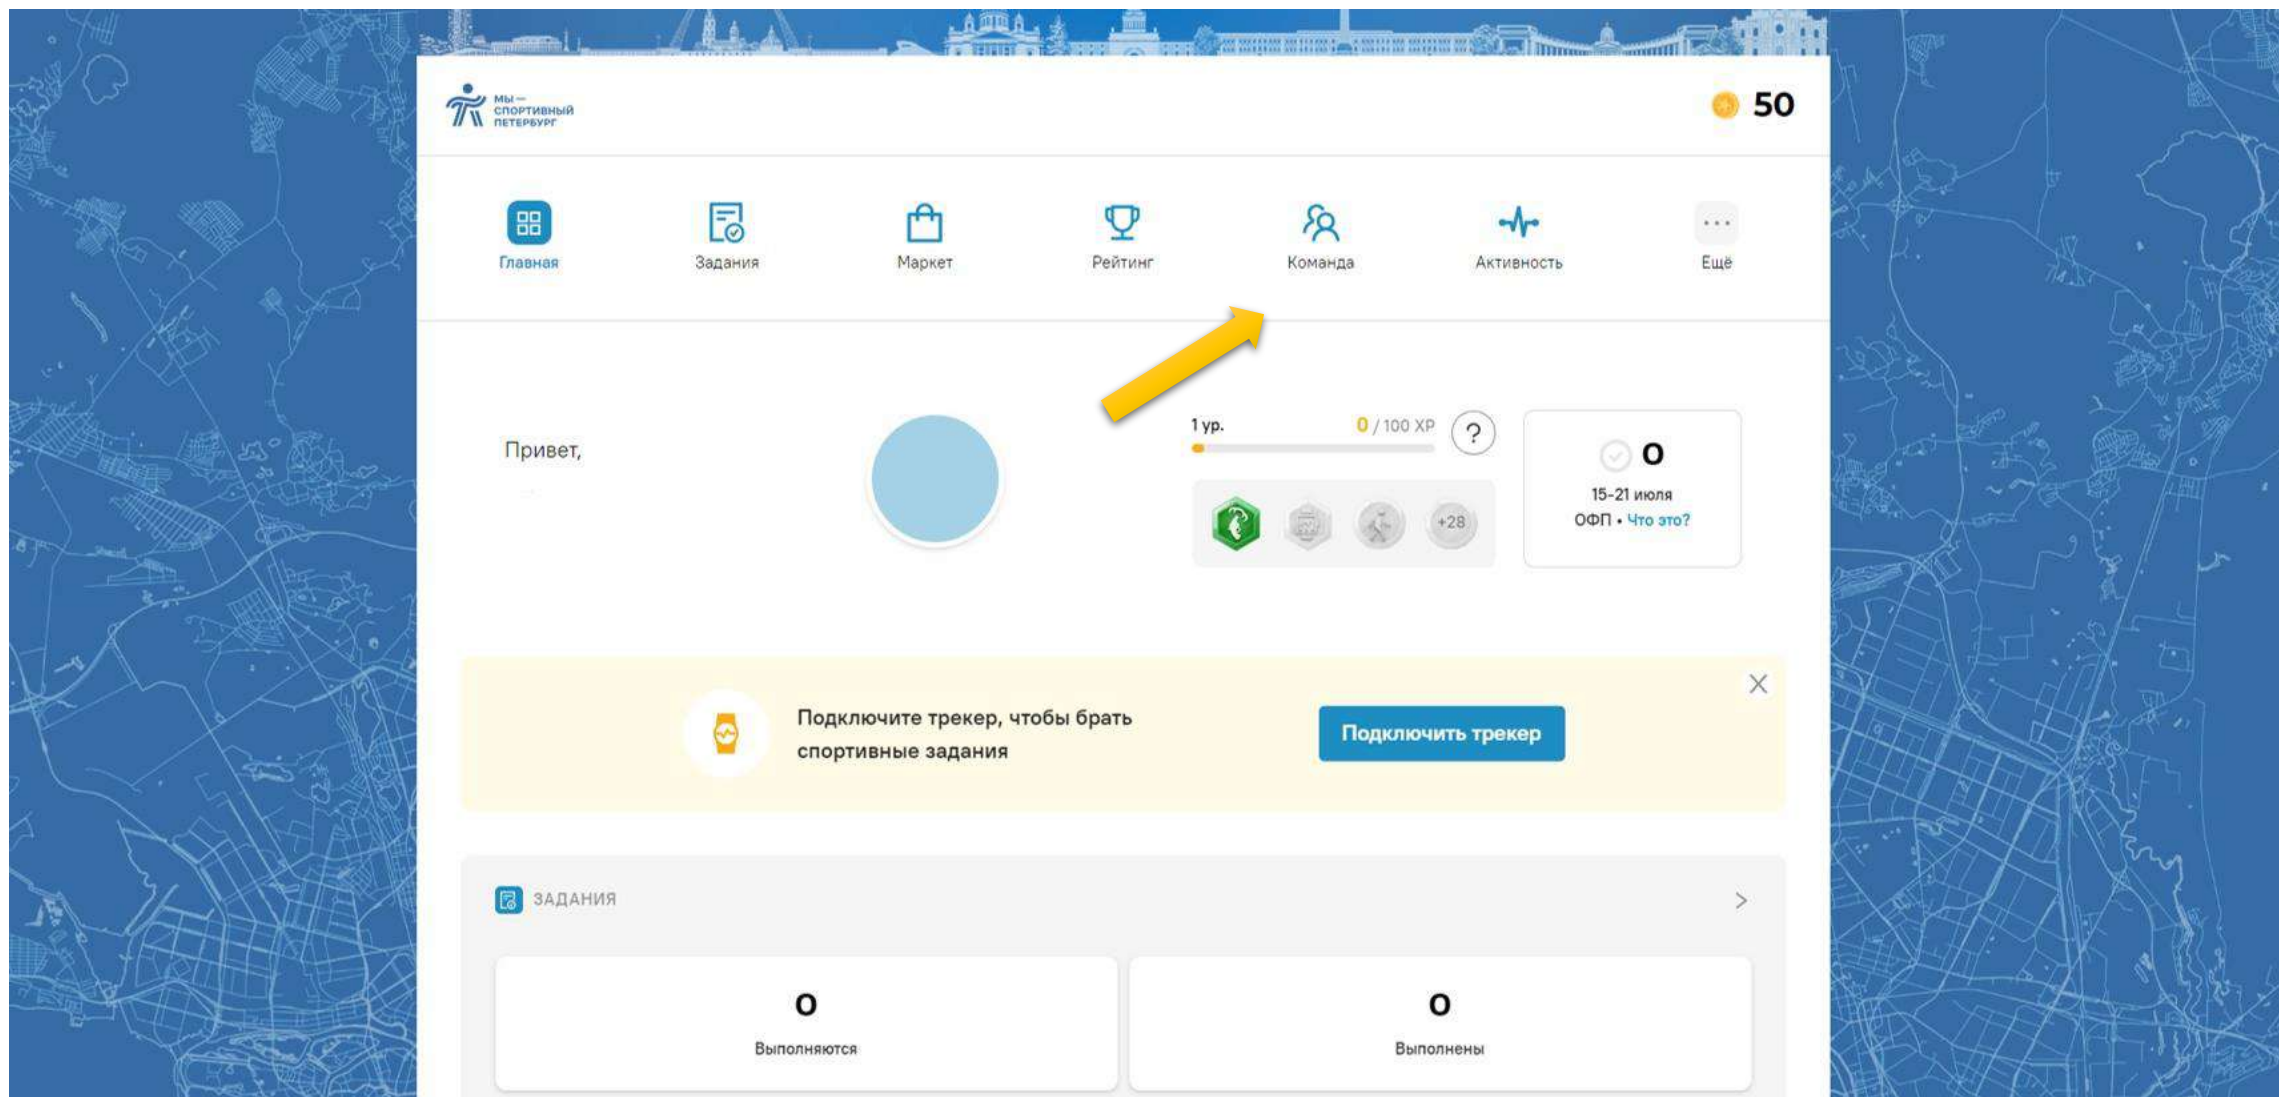 МЫ —
СПОРТИВНЫЙ
ПЕТЕРБУРГ
50
Главная
Задания
Маркет
Рейтинг
Команда
Активность
Ещё
Привет,
1 ур.
0 / 100 XP
?
+28
0
15-21 июля
ОФП • Что это?
Подключите трекер, чтобы брать
спортивные задания
Подключить трекер
ЗАДАНИЯ
0
Выполняются
0
Выполнены